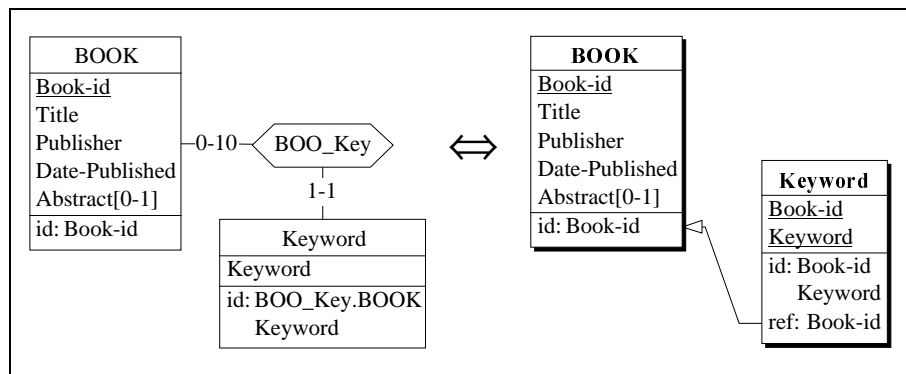 BOOK
Book-id
Title
Publisher
Date-Published
Abstract[0-1]
id: Book-id
0-10
BOO_Key
1-1
Keyword
Keyword
id: BOO_Key.BOOK
Keyword
⇔
BOOK
Book-id
Title
Publisher
Date-Published
Abstract[0-1]
id: Book-id
Keyword
Book-id
Keyword
id: Book-id
Keyword
ref: Book-id